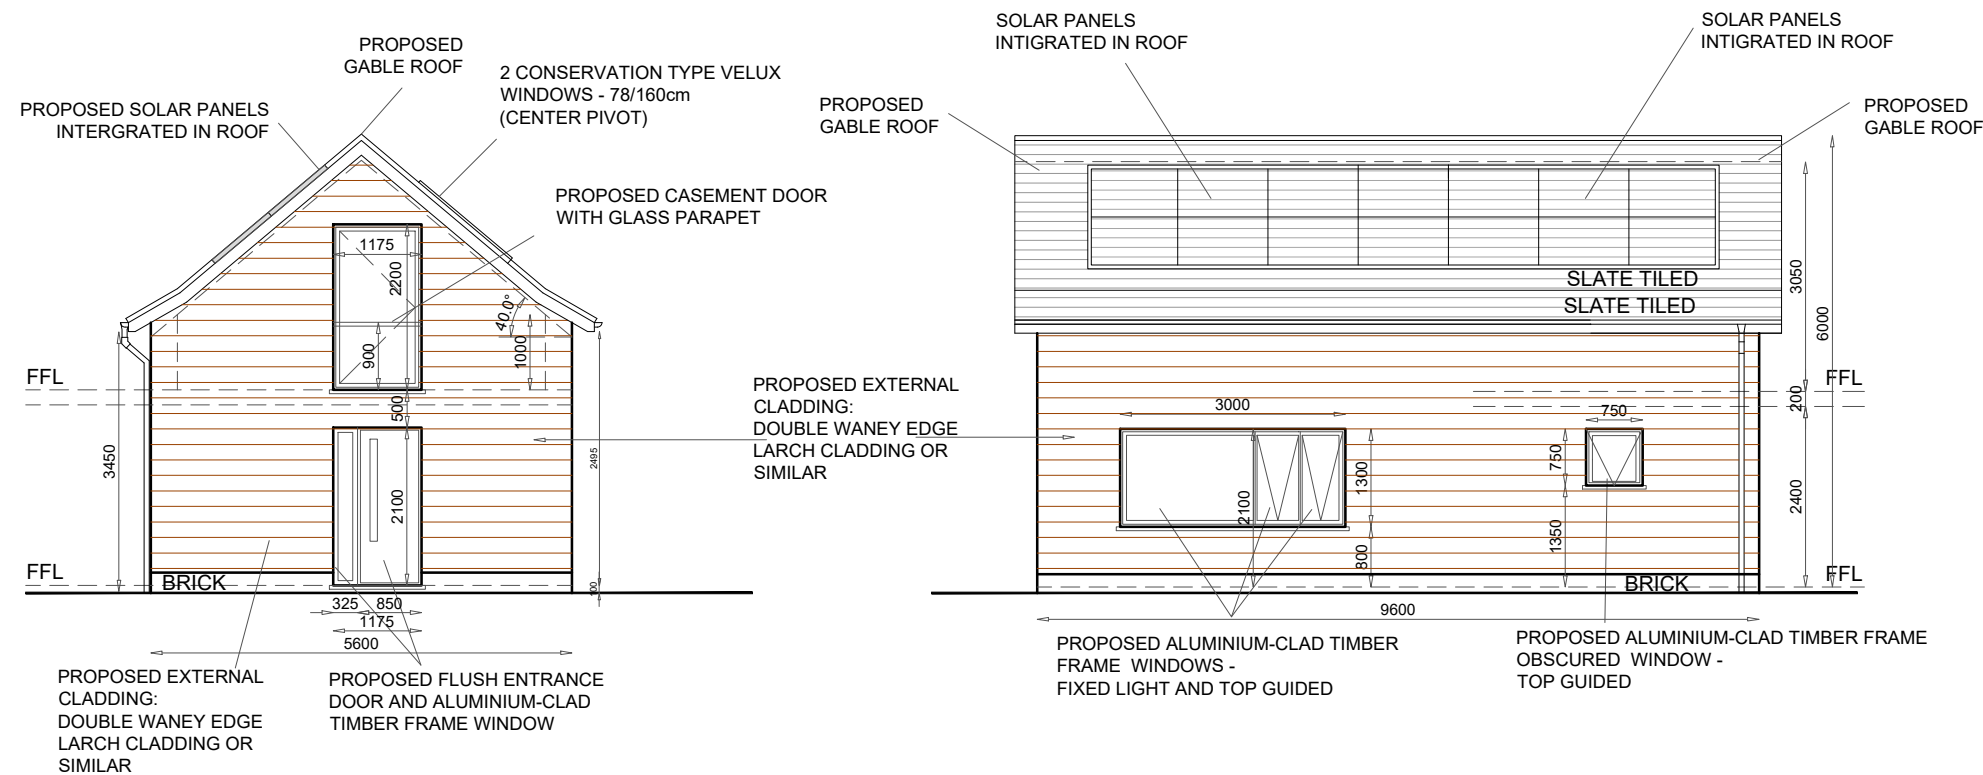 PROPOSED
GABLE ROOF
2 CONSERVATION TYPE VELUX
WINDOWS - 78/160cm
(CENTER PIVOT)
PROPOSED SOLAR PANELS
INTERGRATED IN ROOF
PROPOSED CASEMENT DOOR
WITH GLASS PARAPET
1175
2200
40.0°
900
1000
FFL
500
3450
2495
2100
FFL
BRICK
100
325
850
1175
5600
PROPOSED EXTERNAL
CLADDING:
DOUBLE WANEY EDGE
LARCH CLADDING OR
SIMILAR
PROPOSED FLUSH ENTRANCE
DOOR AND ALUMINIUM-CLAD
TIMBER FRAME WINDOW
PROPOSED EXTERNAL
CLADDING:
DOUBLE WANEY EDGE
LARCH CLADDING OR
SIMILAR
SOLAR PANELS
INTIGRATED IN ROOF
SOLAR PANELS
INTIGRATED IN ROOF
PROPOSED
GABLE ROOF
PROPOSED
GABLE ROOF
SLATE TILED
SLATE TILED
3050
6000
FFL
200
3000
750
750
1300
2100
2400
1350
800
FFL
BRICK
9600
PROPOSED ALUMINIUM-CLAD TIMBER
FRAME WINDOWS -
FIXED LIGHT AND TOP GUIDED
PROPOSED ALUMINIUM-CLAD TIMBER FRAME
OBSCURED WINDOW -
TOP GUIDED